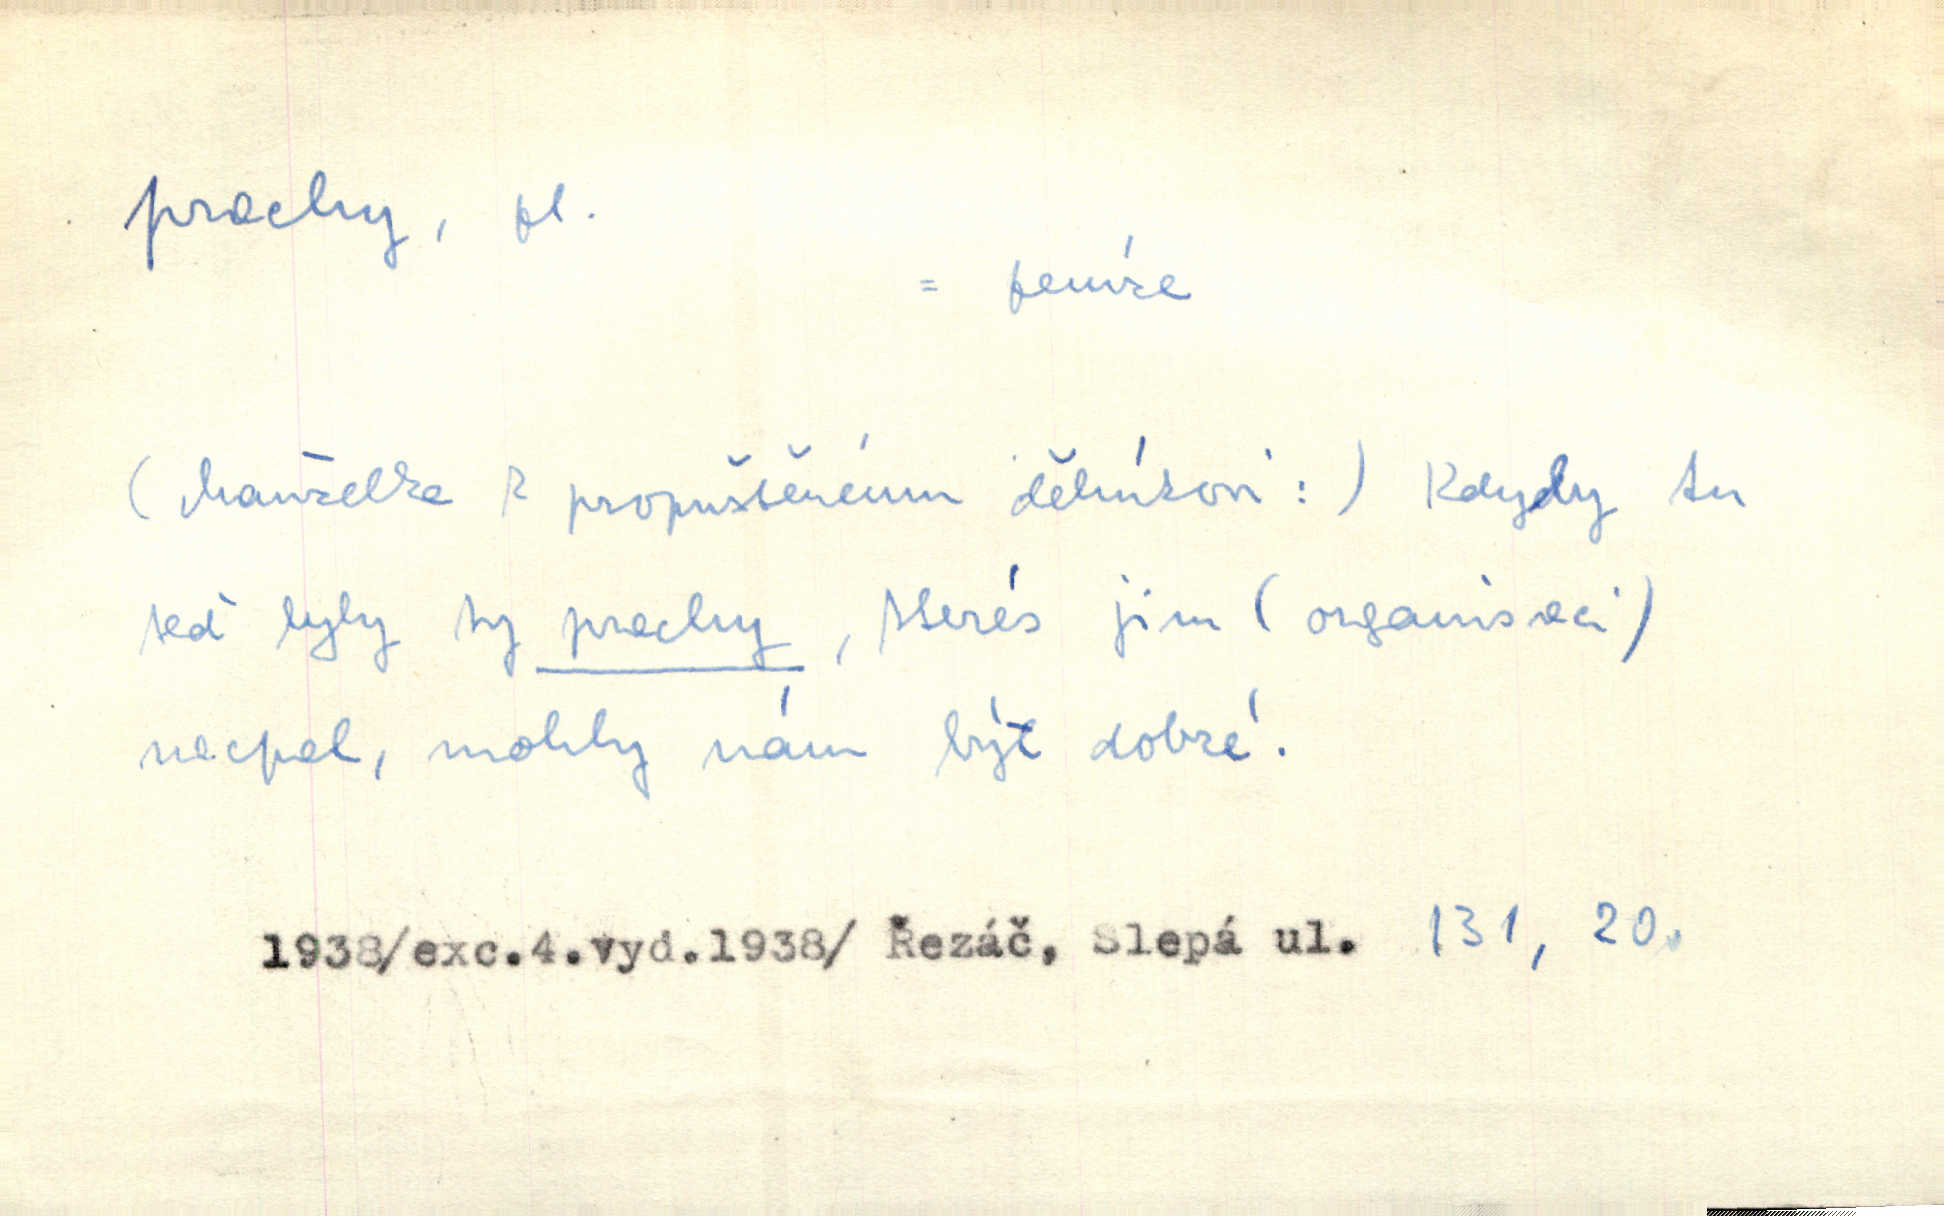 prachy, pl.
= peníze
(manželka k propuštěnému dělníkovi:) Kdyby tu
teď byly ty prachy, kterés jim (organisaci)
nacpal, mohly nám být dobré.
1938/exc.4.vyd.1938/ Řezáč, Slepá ul. 131, 20.